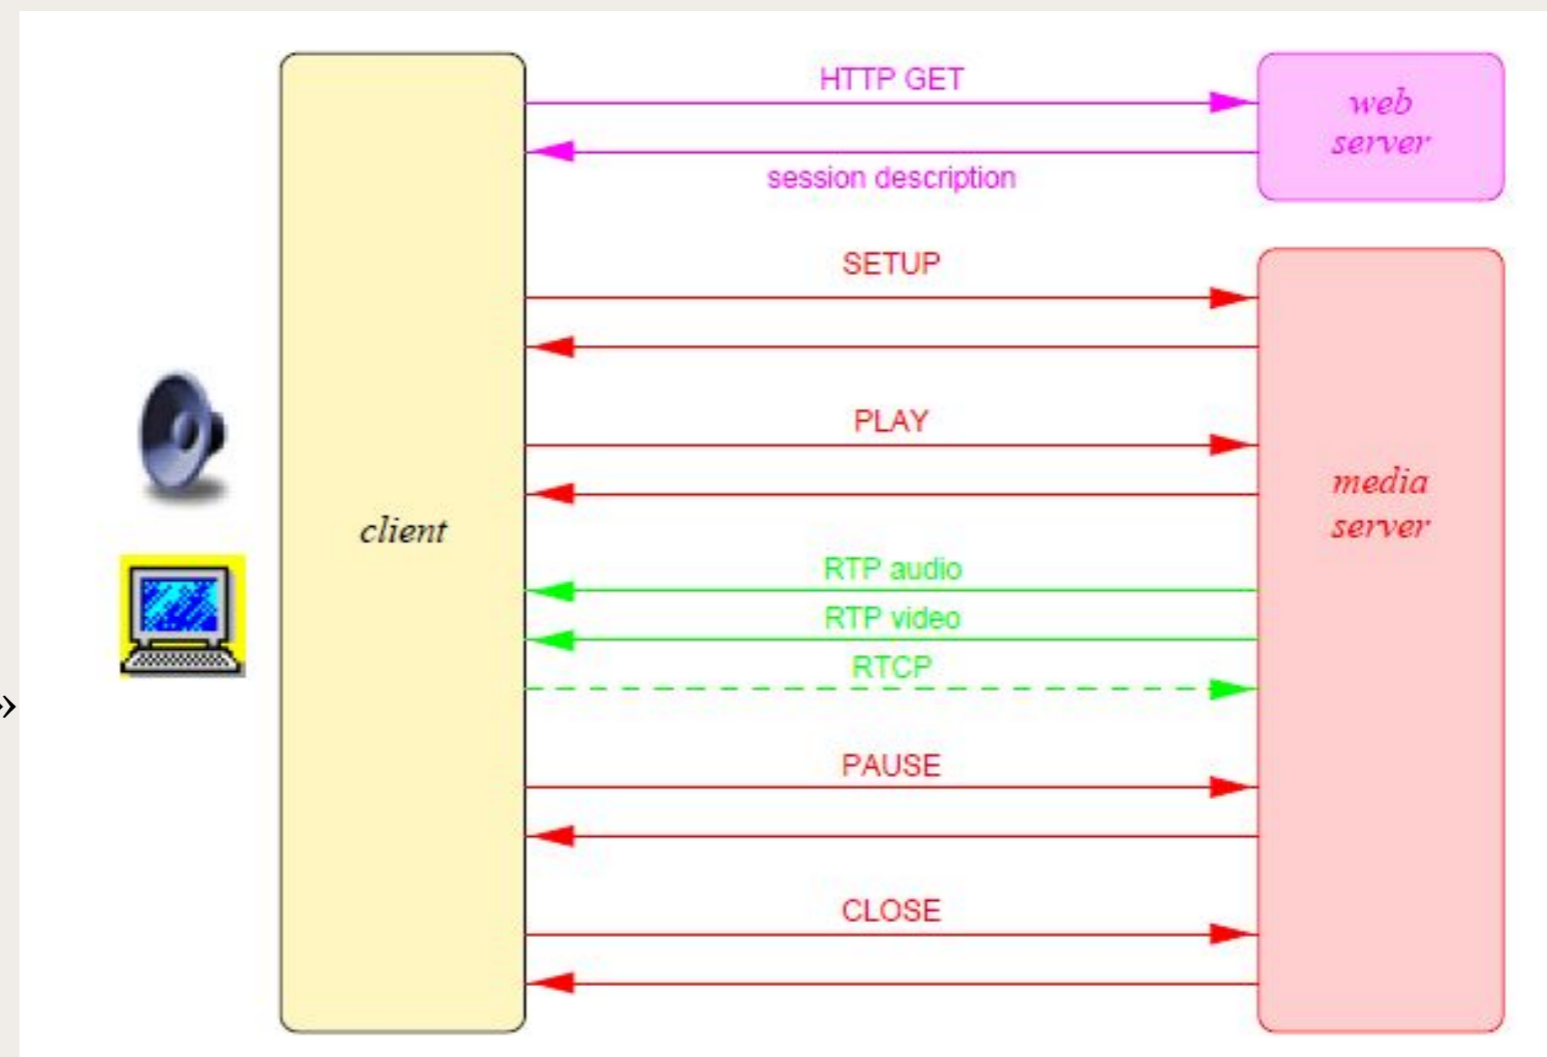 HTTP GET
web
server
session description
SETUP
PLAY
media
server
client
RTP audio
RTP video
RTCP
»
PAUSE
CLOSE